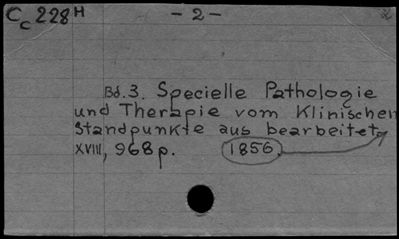 Cc 228H - 2 -
Bd. 3. Specielle Pathologie
und Therapie vom Klinischen
Standpunkte aus bearbeitet.
XVIII, 968 p. 1856